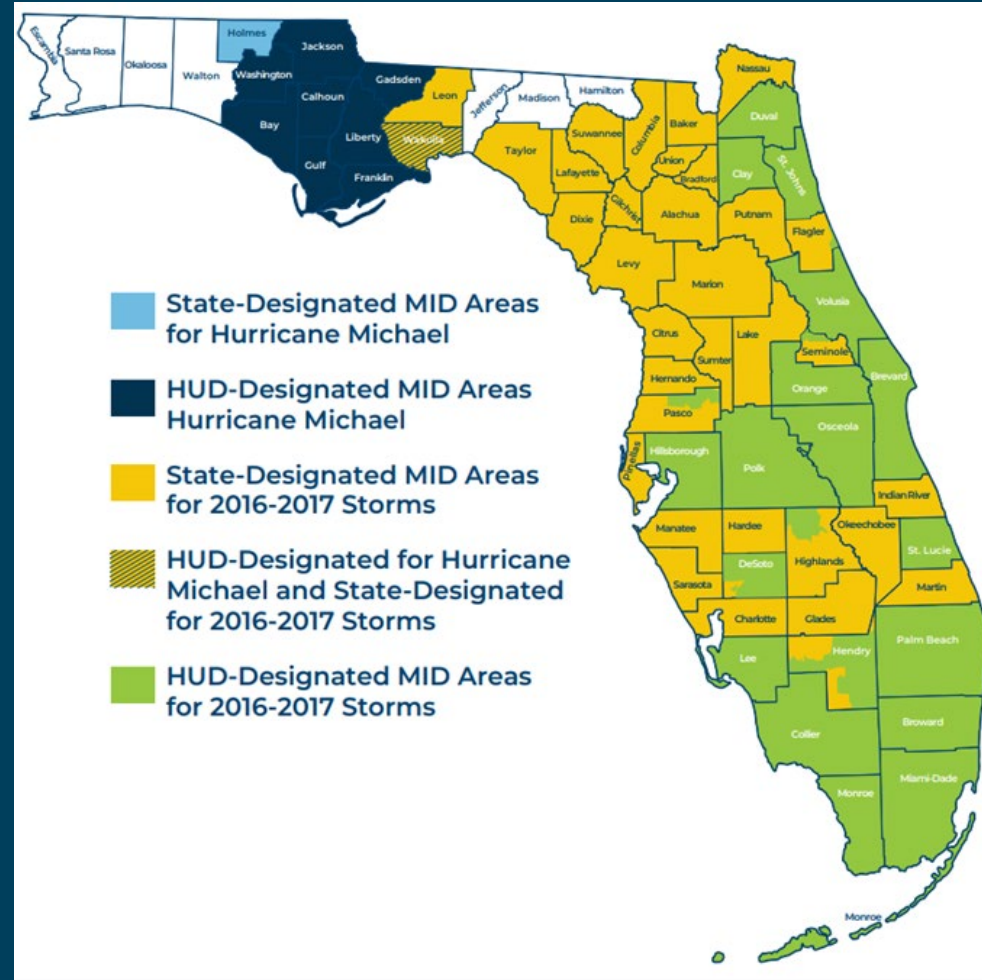 Escambia
Santa Rosa
Okaloosa
Walton
Holmes
Washington
Jackson
Bay
Calhoun
Gulf
Liberty
Gadsden
Franklin
Leon
Wakulla
Jefferson
Madison
Hamilton
Taylor
Suwannee
Lafayette
Dixie
Columbia
Gilchrist
Union
Bradford
Baker
Nassau
Duval
Clay
St. Johns
Alachua
Putnam
Flagler
Levy
Marion
Volusia
Citrus
Sumter
Lake
Seminole
Hernando
Orange
Brevard
Pasco
Osceola
Pinellas
Hillsborough
Polk
Indian River
Manatee
Hardee
Okeechobee
St. Lucie
DeSoto
Highlands
Sarasota
Martin
Charlotte
Glades
Palm Beach
Lee
Hendry
Broward
Collier
Miami-Dade
Monroe
Monroe
State-Designated MID Areas
for Hurricane Michael
HUD-Designated MID Areas
Hurricane Michael
State-Designated MID Areas
for 2016-2017 Storms
HUD-Designated for Hurricane
Michael and State-Designated
for 2016-2017 Storms
HUD-Designated MID Areas
for 2016-2017 Storms